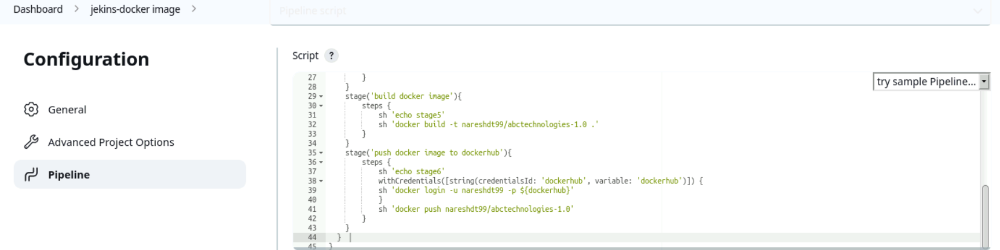 Dashboard > jekins-docker image >
Pipeline script
Configuration
General
Advanced Project Options
Pipeline
Script ?
try sample Pipeline...
27 }
28 }
29 stage('build docker image'){
30 steps {
31 sh 'echo stage5'
32 sh 'docker build -t nareshdt99/abctechnologies-1.0 .'
33 }
34 }
35 stage('push docker image to dockerhub'){
36 steps {
37 sh 'echo stage6'
38 withCredentials([string(credentialsId: 'dockerhub', variable: 'dockerhub')]) {
39 sh 'docker login -u nareshdt99 -p ${dockerhub}'
40 }
41 sh 'docker push nareshdt99/abctechnologies-1.0'
42 }
43 }
44 }
45 }